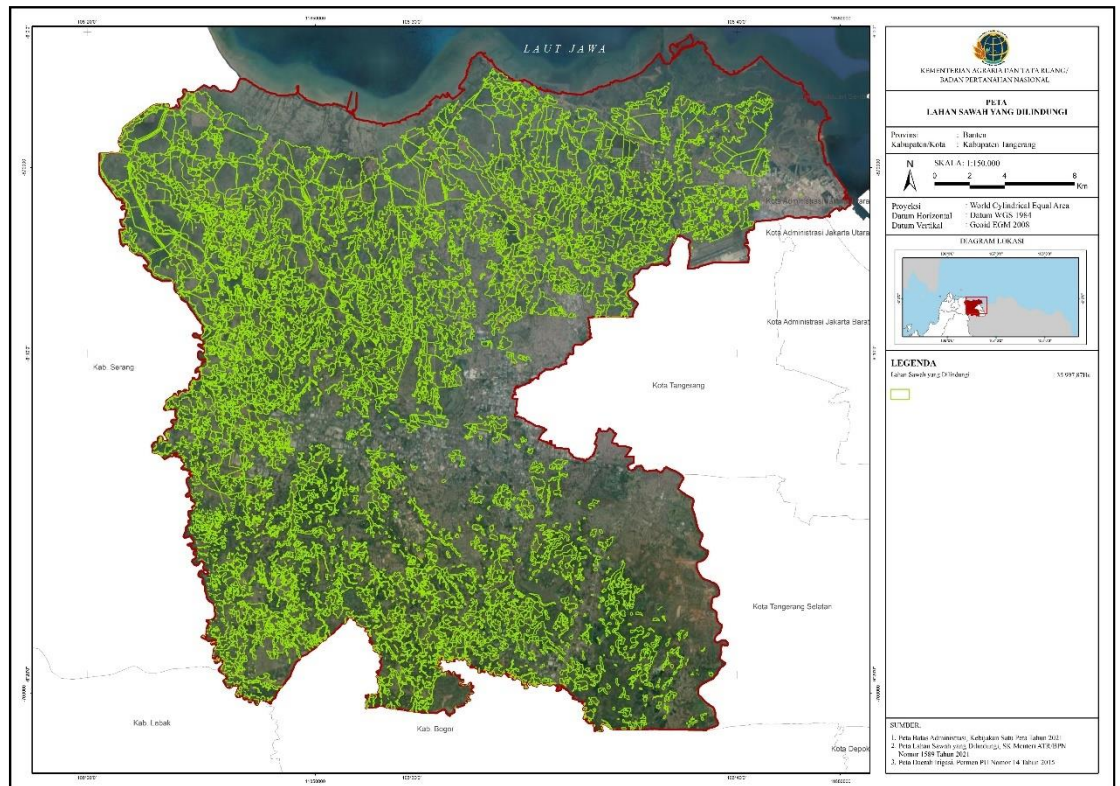 LAUT JAWA
Kota Administrasi Jakarta Utara
Kota Administrasi Jakarta Barat
Kab. Serang
Kota Tangerang
Kota Tangerang Selatan
Kab. Lebak
Kab. Bogor
Kota Depok
KEMENTERIAN AGRARIA DAN TATA RUANG/
BADAN PERTANAHAN NASIONAL
PETA
LAHAN SAWAH YANG DILINDUNGI
Provinsi : Banten
Kabupaten/Kota : Kabupaten Tangerang
N
SKALA: 1:150.000
0 2 4 8
Km
Proyeksi : World Cylindrical Equal Area
Datum Horizontal : Datum WGS 1984
Datum Vertikal : Geoid EGM 2008
DIAGRAM LOKASI
LEGENDA
Lahan Sawah yang Dilindungi
SUMBER:
1. Peta Batas Administrasi, Kebijakan Satu Peta Tahun 2021
2. Peta Lahan Sawah yang Dilindungi, SK Menteri ATR/BPN
Nomor 1589 Tahun 2021
3. Peta Daerah Irigasi, Permen PU Nomor 14 Tahun 2015